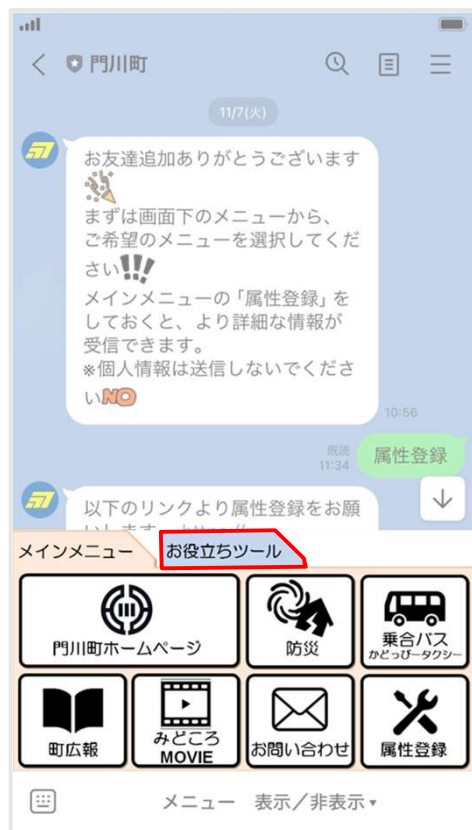 門川町
11/7(火)
お友達追加ありがとうございます
まずは画面下のメニューから、
ご希望のメニューを選択してくだ
さい!!!
メインメニューの「属性登録」を
しておくと、より詳細な情報が
受信できます。
※個人情報は送信しないでくださ
いNO
10:56
既読
11:34
属性登録
以下のリンクより属性登録をお願
いします
メインメニュー
お役立ちツール
門川町ホームページ
防災
乗合バス
かどっぴータクシー
町広報
みどころ
MOVIE
お問い合わせ
属性登録
メニュー 表示/非表示▼